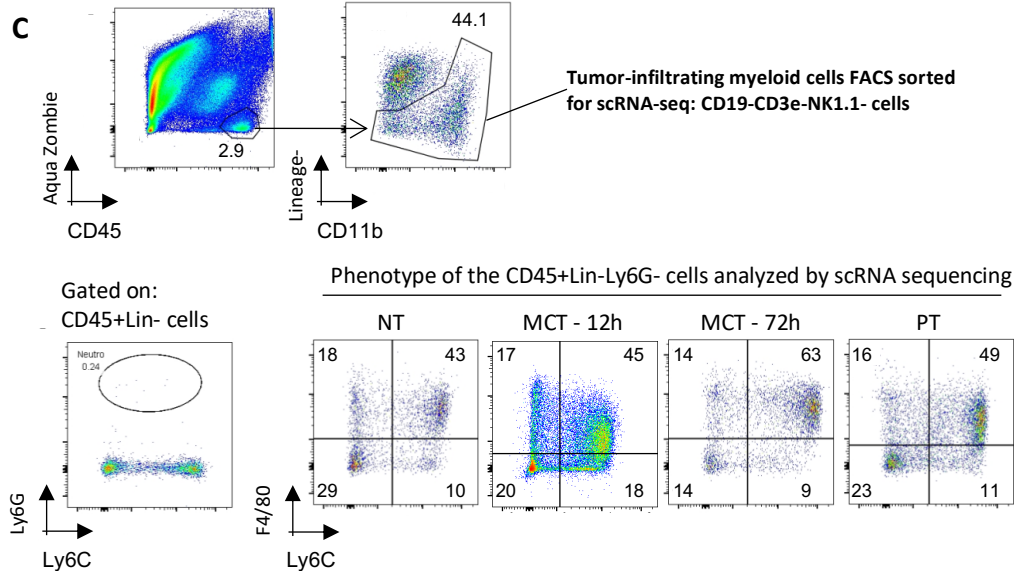 C
44.1
Tumor-infiltrating myeloid cells FACS sorted
for scRNA-seq: CD19-CD3e-NK1.1- cells
2.9
Aqua Zombie
CD45
Lineage-
CD11b
Phenotype of the CD45+Lin-Ly6G- cells analyzed by scRNA sequencing
Gated on:
CD45+Lin- cells
Neutro
0.24
Ly6G
Ly6C
NT
MCT - 12h
MCT - 72h
PT
18 43
29 10
17 45
20 18
14 63
14 9
16 49
23 11
F4/80
Ly6C